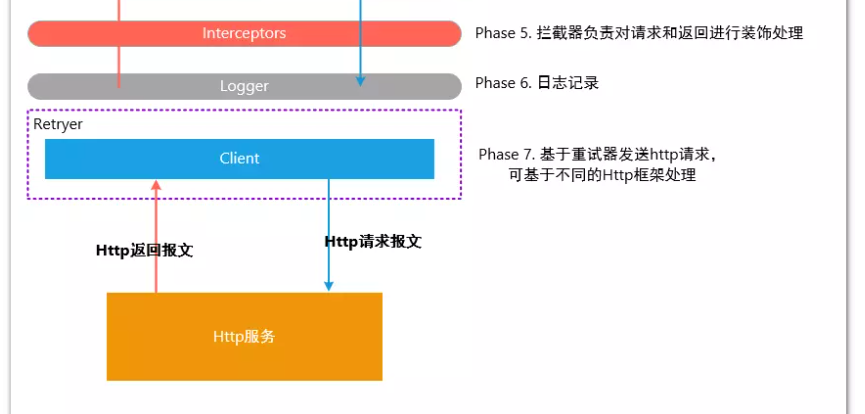 Interceptors
Phase 5. 拦截器负责对请求和返回进行装饰处理
Logger
Phase 6. 日志记录
Retryer
Client
Phase 7. 基于重试器发送http请求，
可基于不同的Http框架处理
Http返回报文
Http请求报文
Http服务